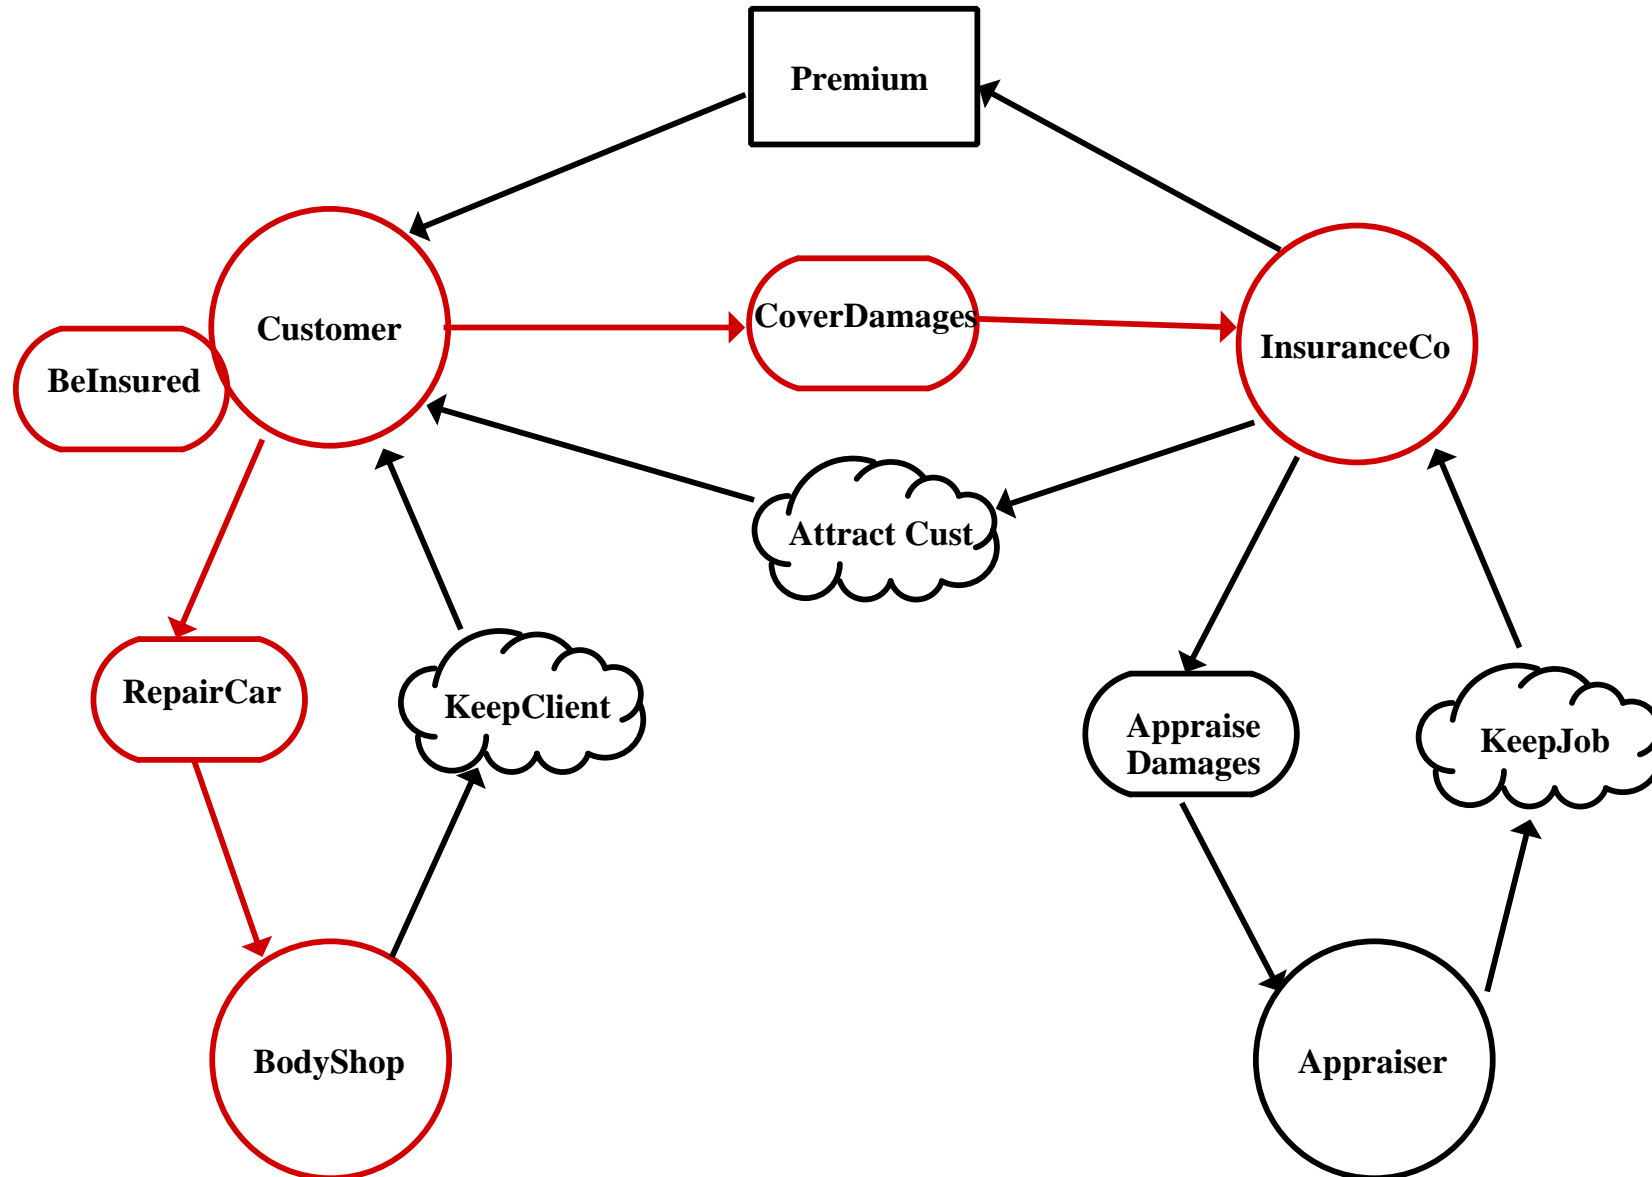 Premium
Customer
CoverDamages
InsuranceCo
BeInsured
Attract Cust
RepairCar
KeepClient
Appraise
Damages
KeepJob
BodyShop
Appraiser